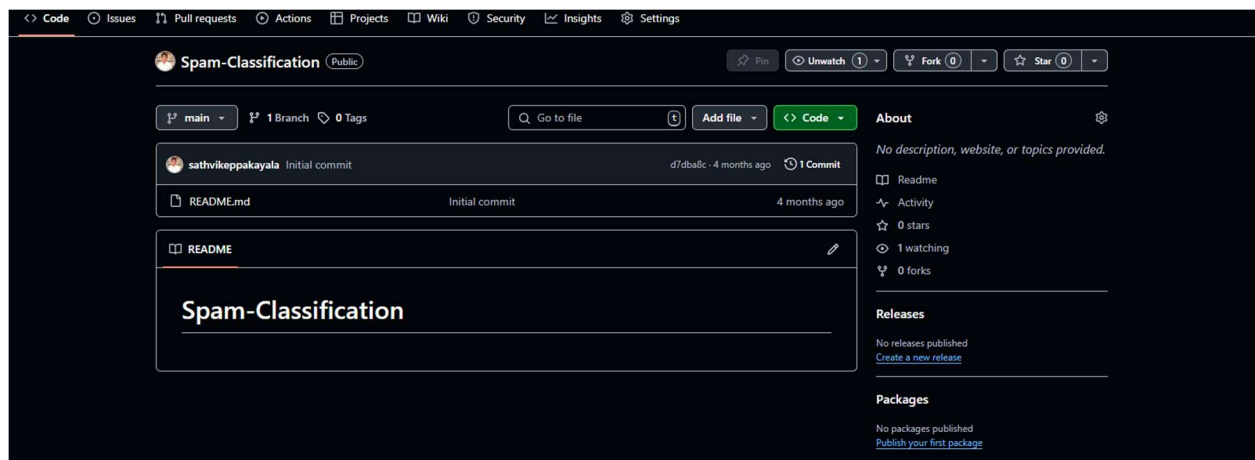 Code Issues Pull requests Actions Projects Wiki Security Insights Settings
Spam-Classification Public
Pin Unwatch 1 Fork 0 Star 0
main 1 Branch 0 Tags
Go to file t Add file Code
sathvikeppakayala Initial commit d7dba8c · 4 months ago 1 Commit
README.md Initial commit 4 months ago
README
Spam-Classification
About
No description, website, or topics provided.
Readme
Activity
0 stars
1 watching
0 forks
Releases
No releases published
Create a new release
Packages
No packages published
Publish your first package